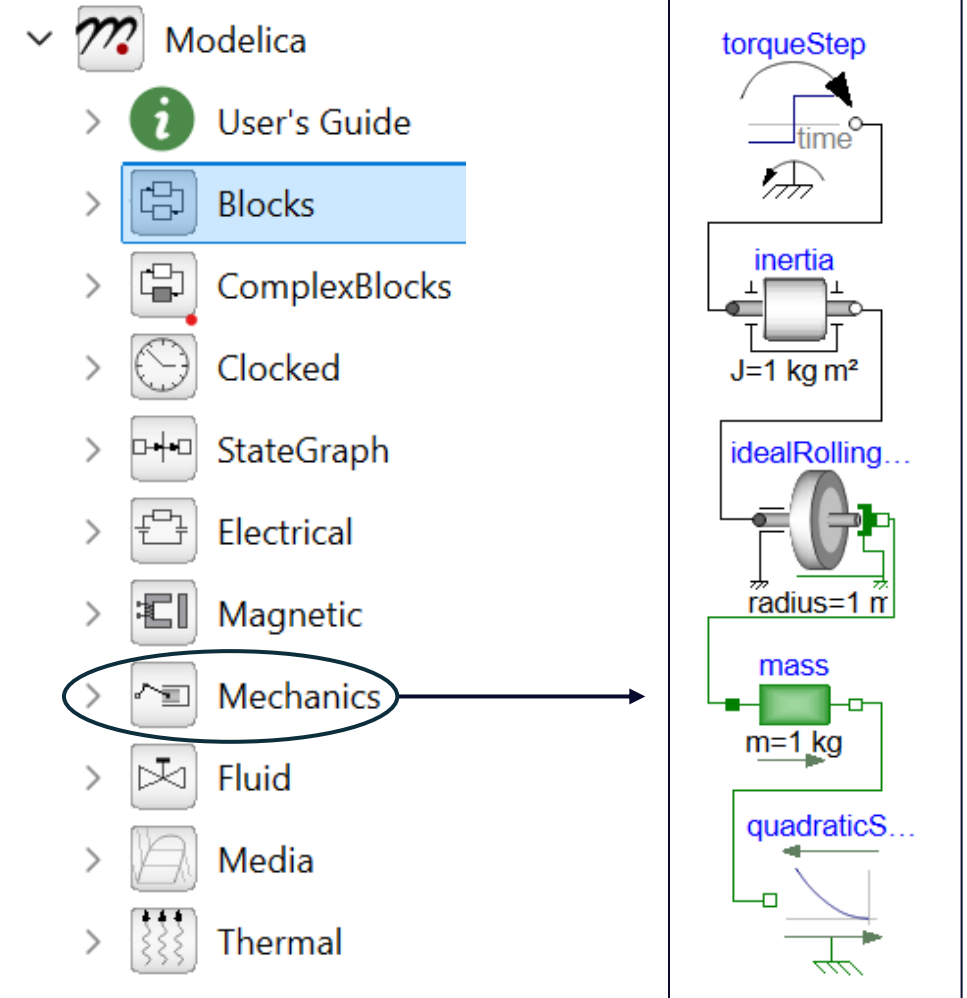 Modelica
User's Guide
Blocks
ComplexBlocks
Clocked
StateGraph
Electrical
Magnetic
Mechanics
Fluid
Media
Thermal
torqueStep
time
inertia
J=1 kg m²
idealRolling...
radius=1 m
mass
m=1 kg
quadraticS...